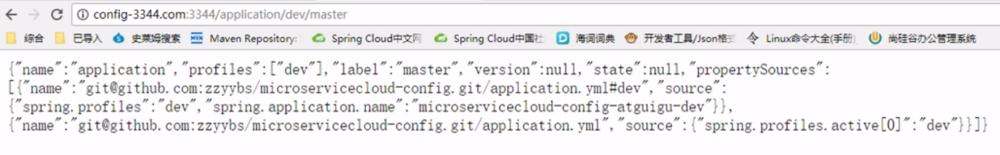 config-3344.com:3344/application/dev/master
综合 已导入 史莱姆搜索 Maven Repository: Spring Cloud中文网 Spring Cloud中国社 海词词典 开发者工具/Json格式 Linux命令大全(手册) 尚硅谷办公管理系统
{"name":"application","profiles":["dev"],"label":"master","version":null,"state":null,"propertySources":
[{"name":"git@github.com:zzyybs/microservicecloud-config.git/application.yml#dev","source":
{"spring.profiles":"dev","spring.application.name":"microservicecloud-config-atguigu-dev"}},
{"name":"git@github.com:zzyybs/microservicecloud-config.git/application.yml","source":{"spring.profiles.active[0]":"dev"}}]}